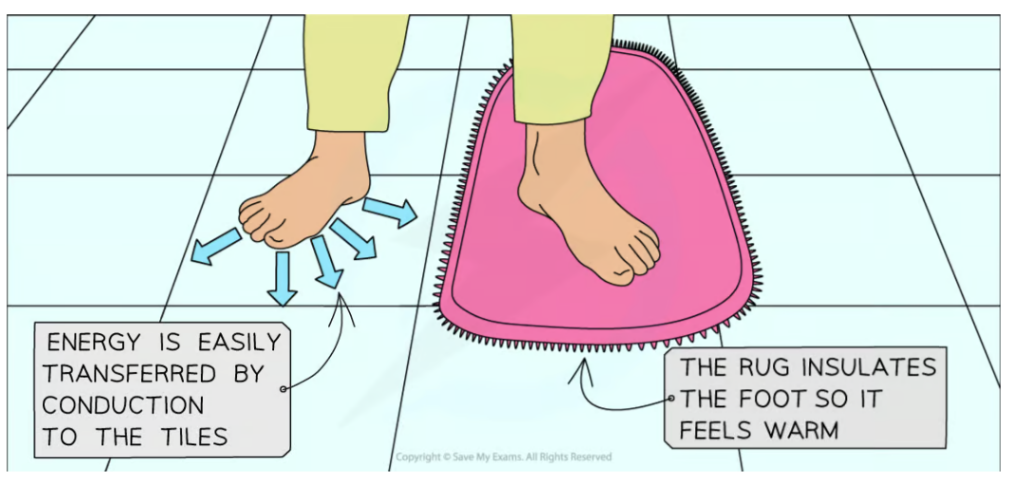 ENERGY IS EASILY
TRANSFERRED BY
CONDUCTION
TO THE TILES
THE RUG INSULATES
THE FOOT SO IT
FEELS WARM
Copyright © Save My Exams. All Rights Reserved